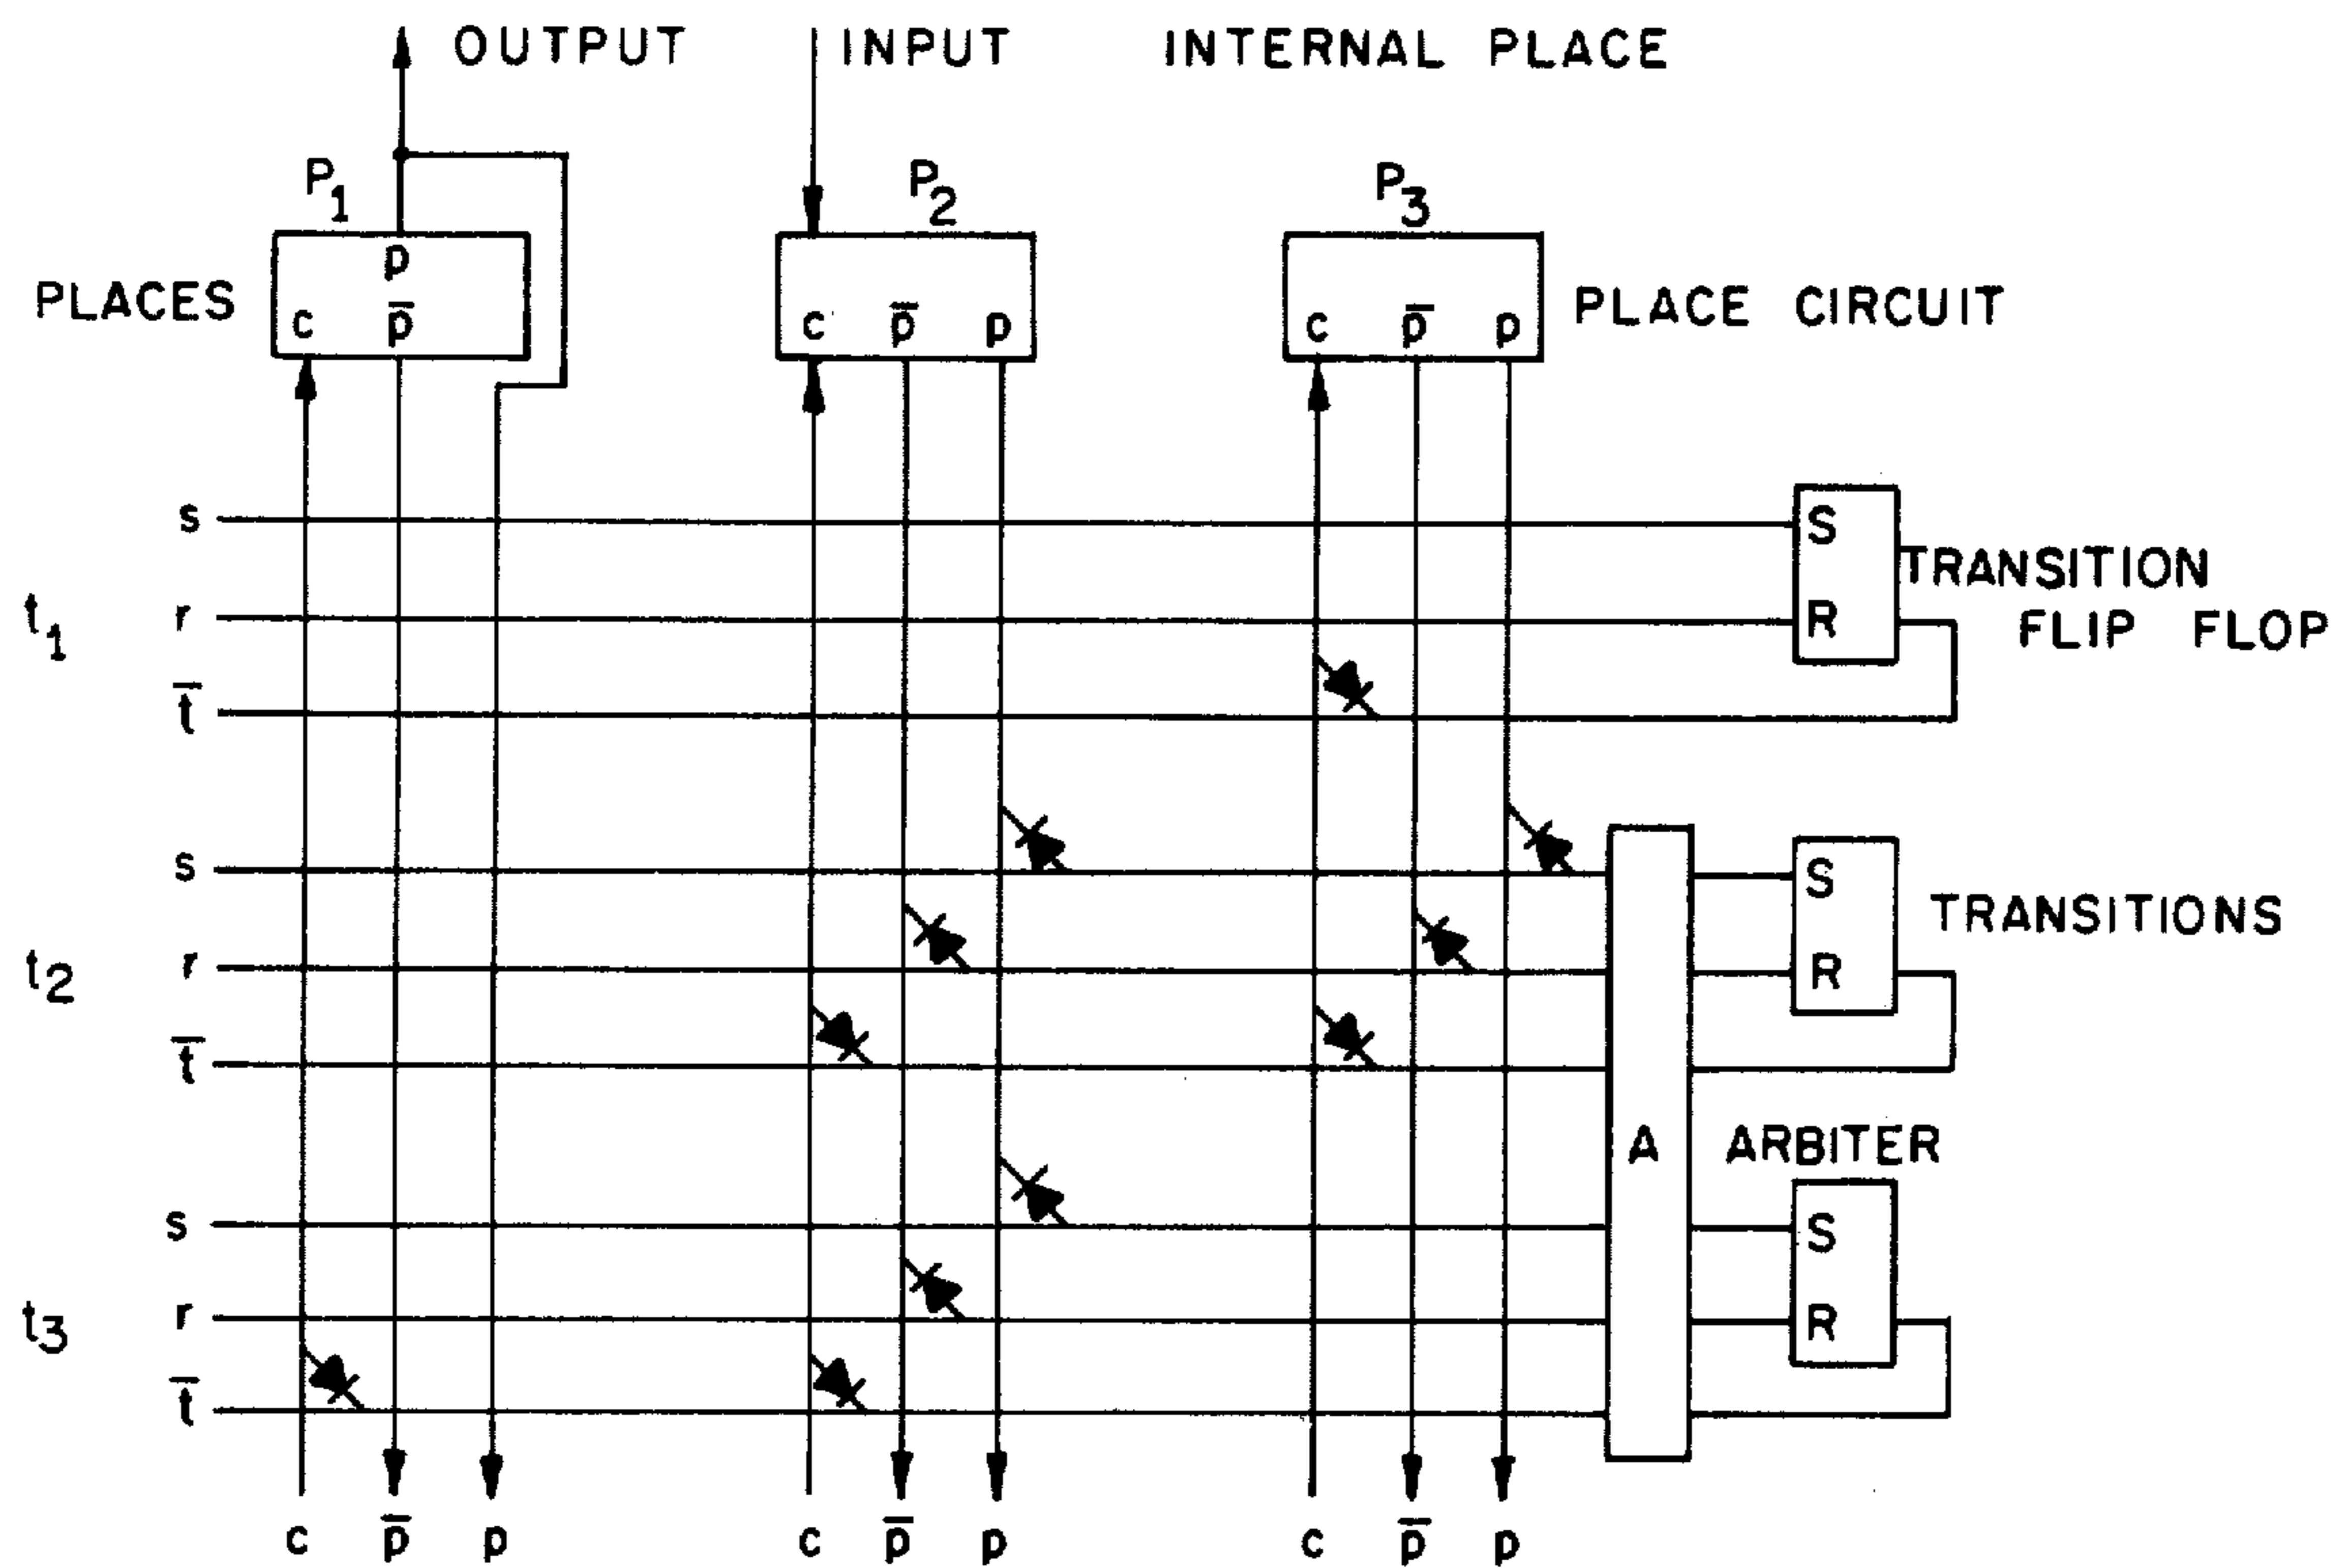 OUTPUT INPUT INTERNAL PLACE
P1 P2 P3
p
PLACES c p̅ c p̅ p c p̅ p PLACE CIRCUIT
s S
TRANSITION
t1 r R FLIP FLOP
t̅
s S
TRANSITIONS
t2 r R
t̅
A ARBITER
s S
t3 r R
t̅
c p̅ p c p̅ p c p̅ p